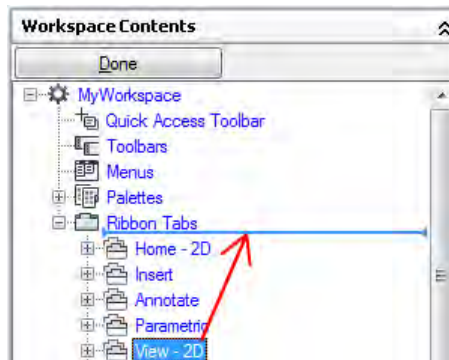 Workspace Contents
Done
MyWorkspace
Quick Access Toolbar
Toolbars
Menus
Palettes
Ribbon Tabs
Home - 2D
Insert
Annotate
Parametric
View - 2D